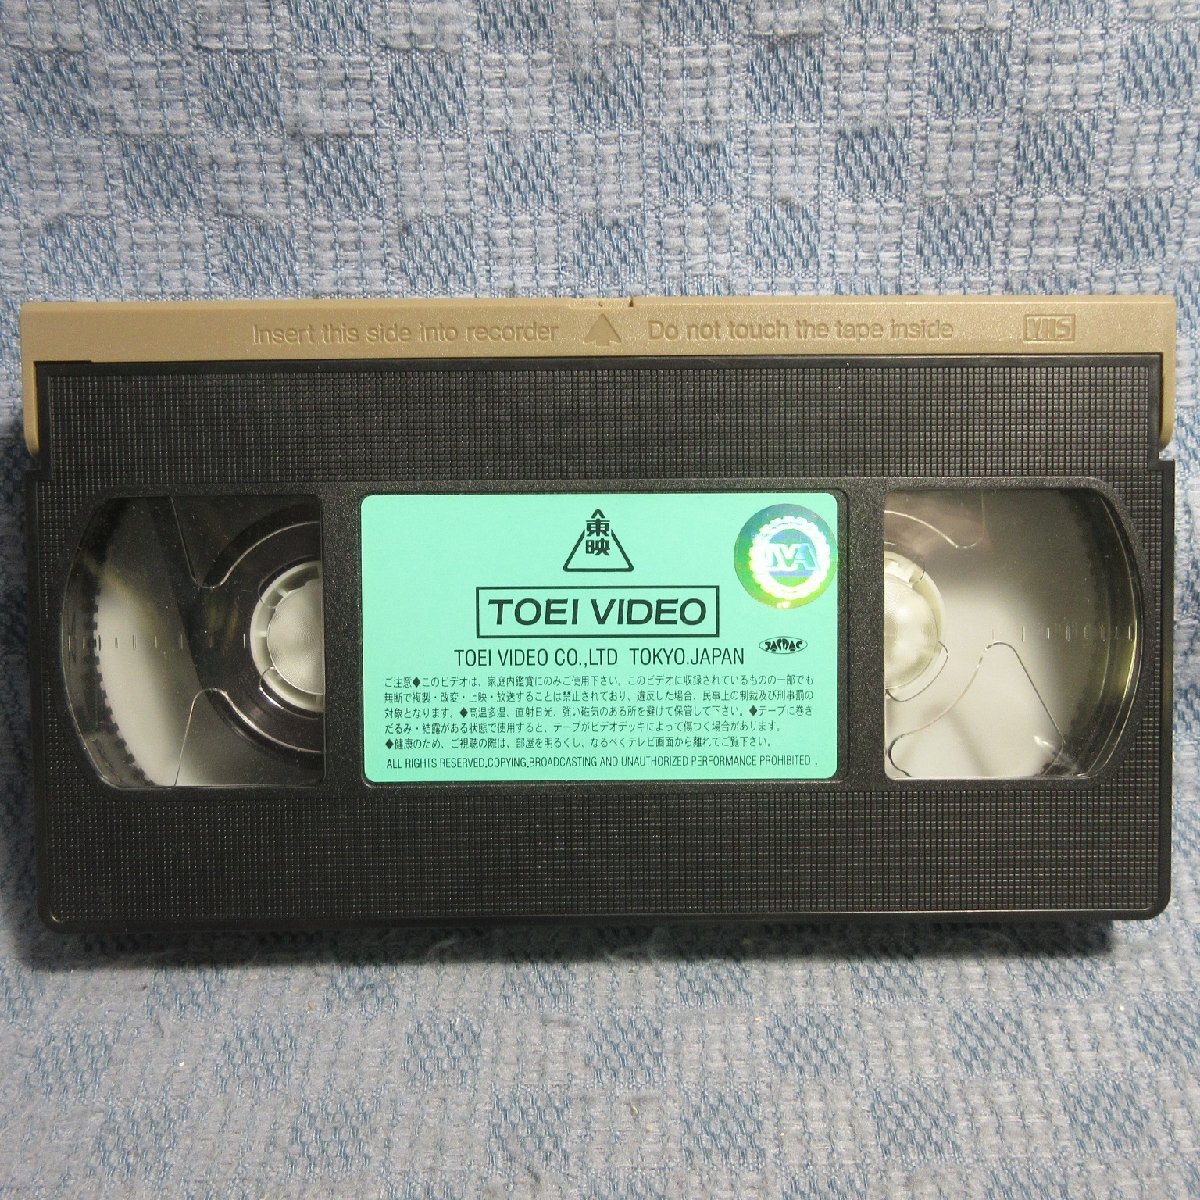 Insert this side into recorder
Do not touch the tape inside
VHS
東映
JVA
TOEI VIDEO
TOEI VIDEO CO.,LTD TOKYO.JAPAN
JASRAC
ご注意◆このビデオは、家庭内鑑賞にのみご使用下さい。このビデオに収録されているものの一部でも
無断で複製・改変・上映・放送することは禁止されており、違反した場合、民事上の制裁及び刑事罰の
対象となります。◆高温多湿、直射日光、強い磁気のある所を避けて保管して下さい。◆テープに巻き
だるみ・結露がある状態で使用すると、テープがビデオデッキによって傷つく場合があります。
◆健康のため、ご視聴の際は、部屋を明るくし、なるべくテレビ画面から離れてご覧下さい。
ALL RIGHTS RESERVED.COPYING,BROADCASTING AND UNAUTHORIZED PERFORMANCE PROHIBITED .